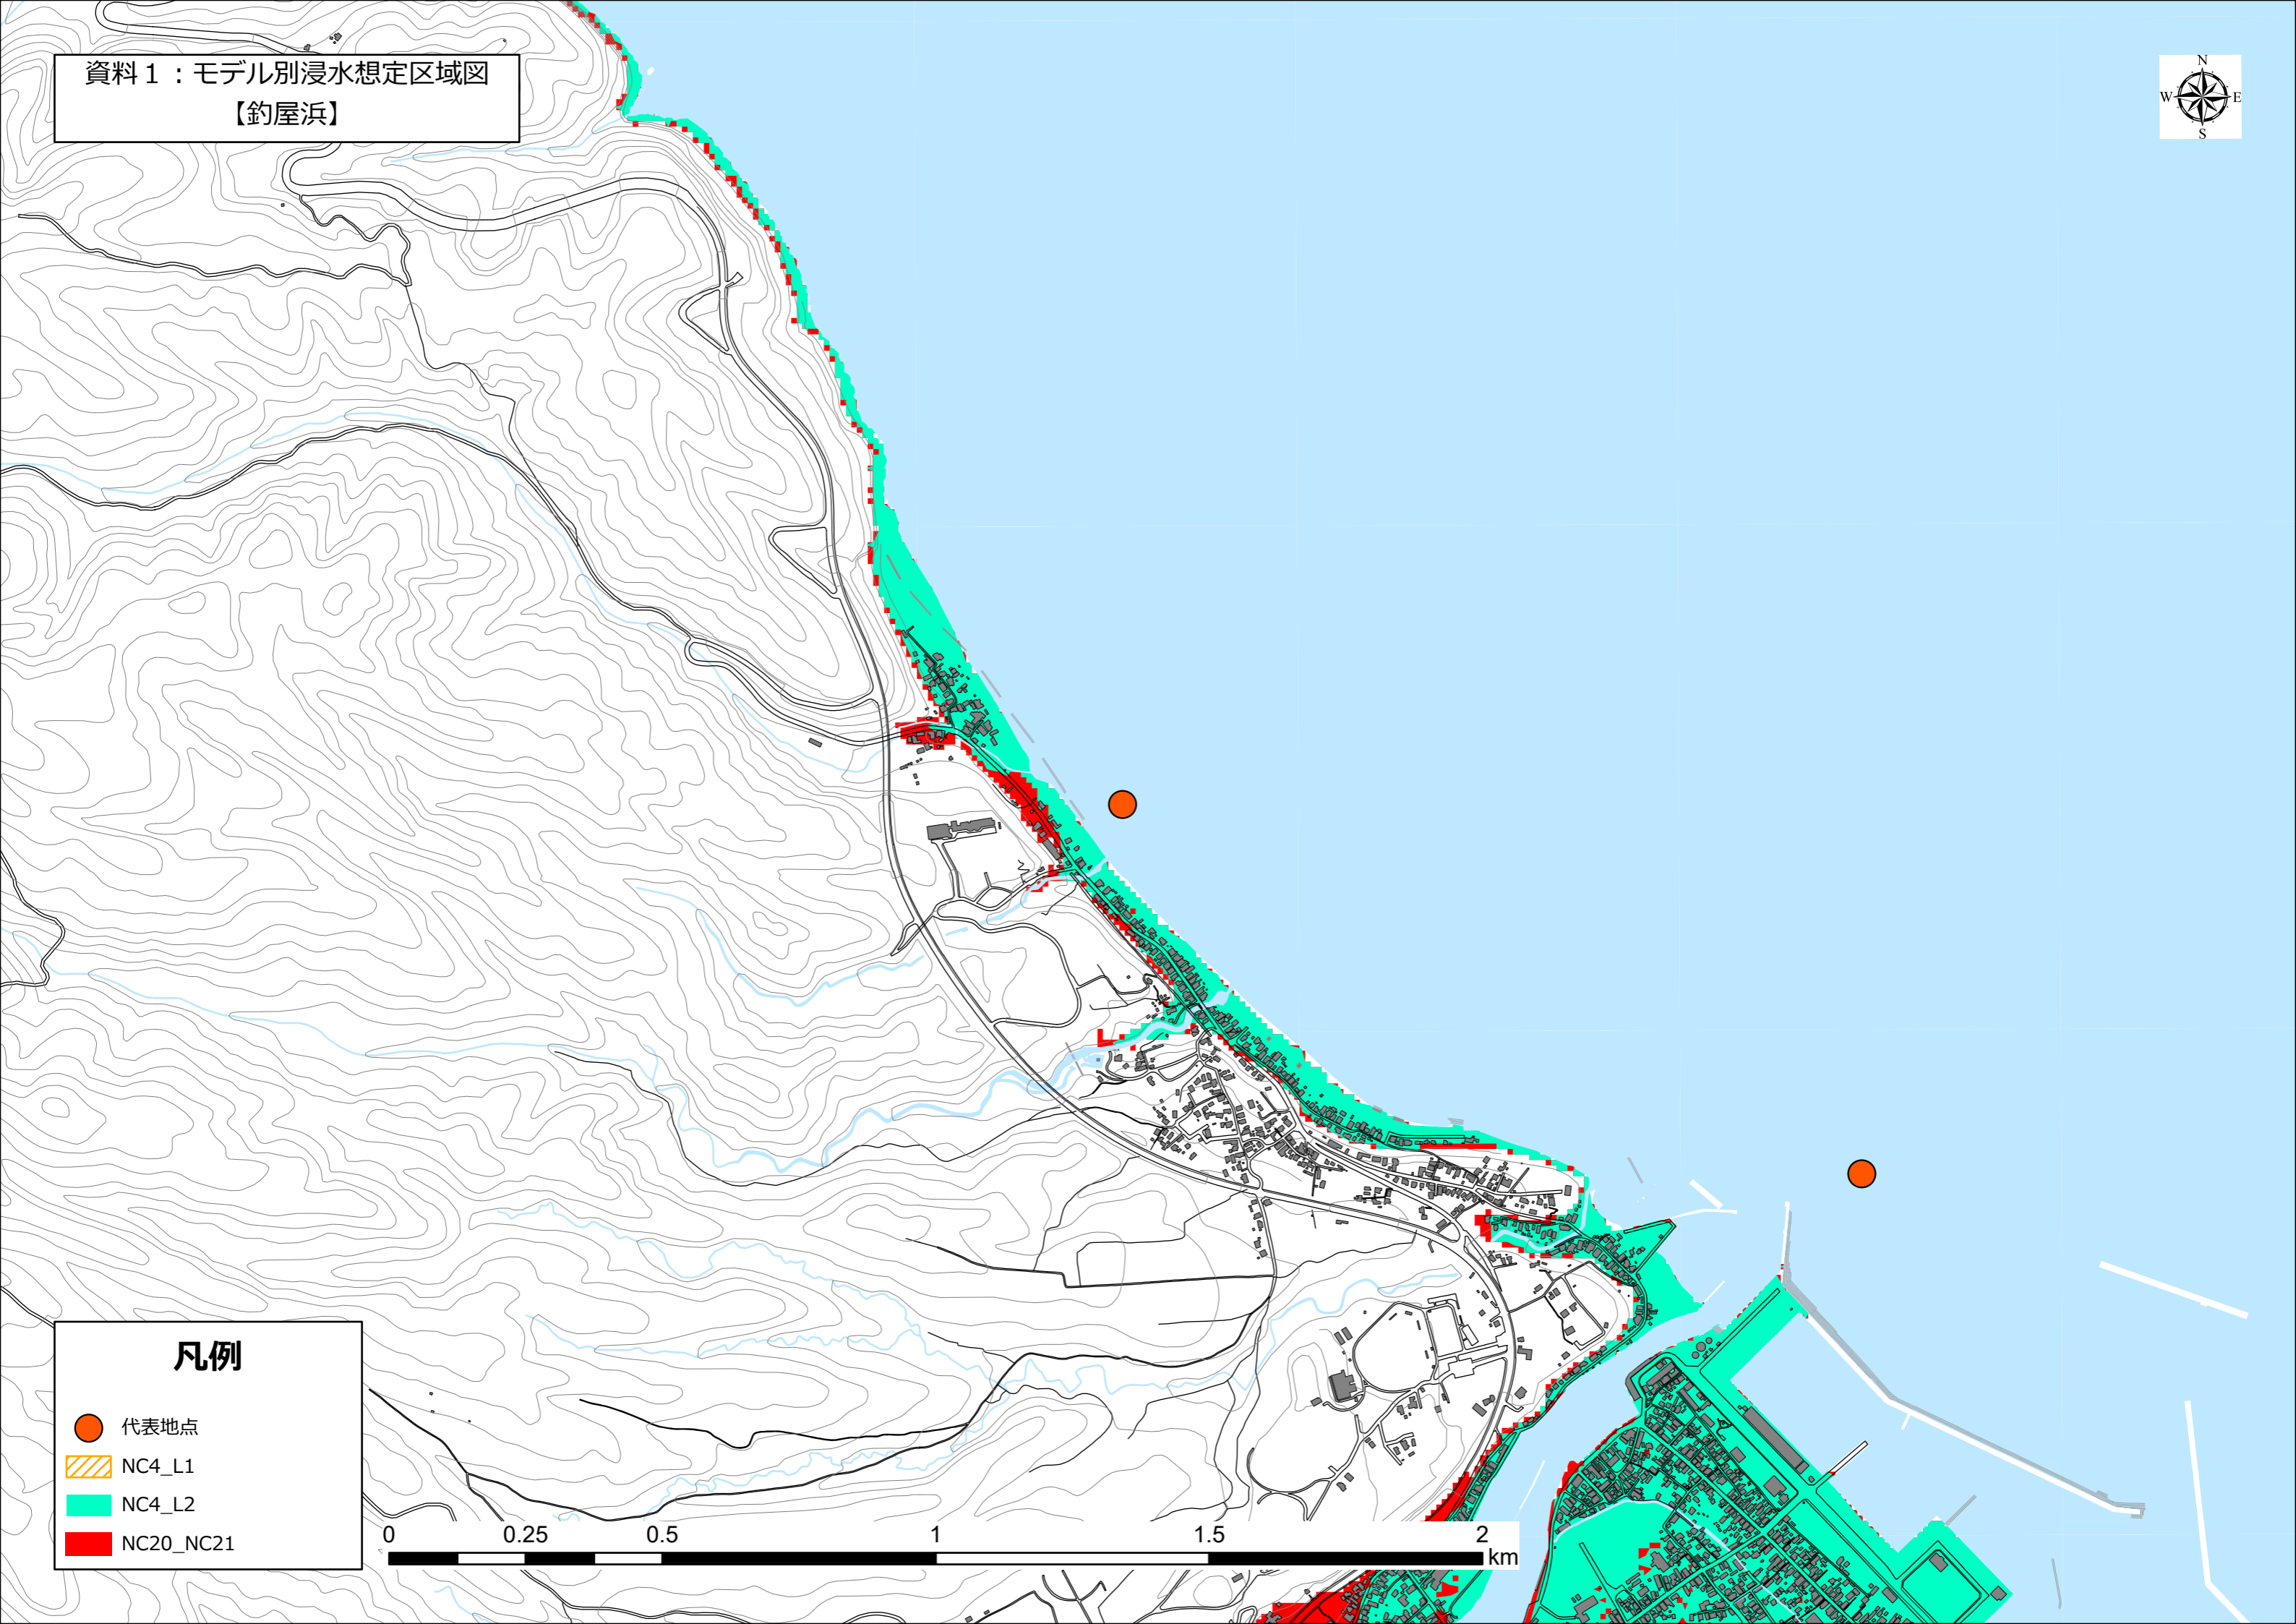 資料１：モデル別浸水想定区域図
【釣屋浜】
N
W E
S
凡例
代表地点
NC4_L1
NC4_L2
NC20_NC21
0 0.25 0.5 1 1.5 2
km